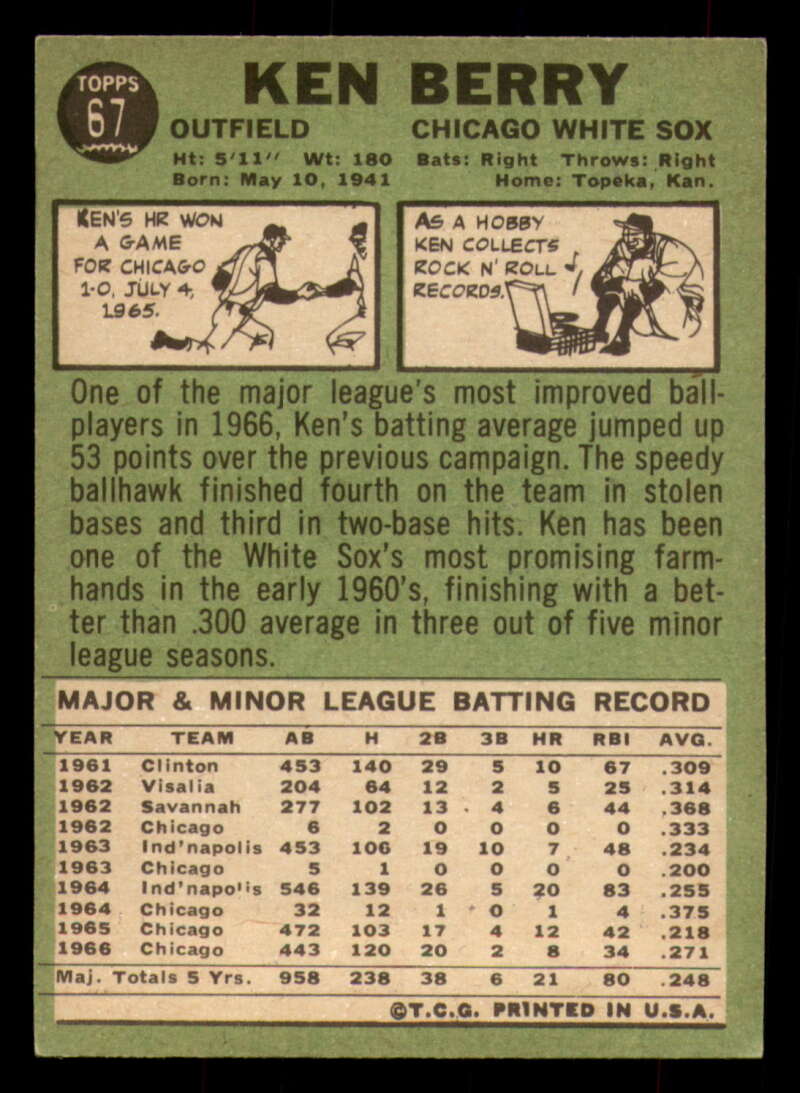 TOPPS
67
KEN BERRY
OUTFIELD CHICAGO WHITE SOX
Ht: 5'11" Wt: 180 Bats: Right Throws: Right
Born: May 10, 1941 Home: Topeka, Kan.
KEN'S HR WON
A GAME
FOR CHICAGO
1-0, JULY 4,
1965.
AS A HOBBY
KEN COLLECTS
ROCK N' ROLL
RECORDS.
One of the major league's most improved ball-
players in 1966, Ken's batting average jumped up
53 points over the previous campaign. The speedy
ballhawk finished fourth on the team in stolen
bases and third in two-base hits. Ken has been
one of the White Sox's most promising farm-
hands in the early 1960's, finishing with a bet-
ter than .300 average in three out of five minor
league seasons.
MAJOR & MINOR LEAGUE BATTING RECORD
YEAR TEAM AB H 2B 3B HR RBI AVG.
1961 Clinton 453 140 29 5 10 67 .309
1962 Visalia 204 64 12 2 5 25 .314
1962 Savannah 277 102 13 4 6 44 .368
1962 Chicago 6 2 0 0 0 0 .333
1963 Ind'napolis 453 106 19 10 7 48 .234
1963 Chicago 5 1 0 0 0 0 .200
1964 Ind'napolis 546 139 26 5 20 83 .255
1964 Chicago 32 12 1 0 1 4 .375
1965 Chicago 472 103 17 4 12 42 .218
1966 Chicago 443 120 20 2 8 34 .271
Maj. Totals 5 Yrs. 958 238 38 6 21 80 .248
©T.C.G. PRINTED IN U.S.A.